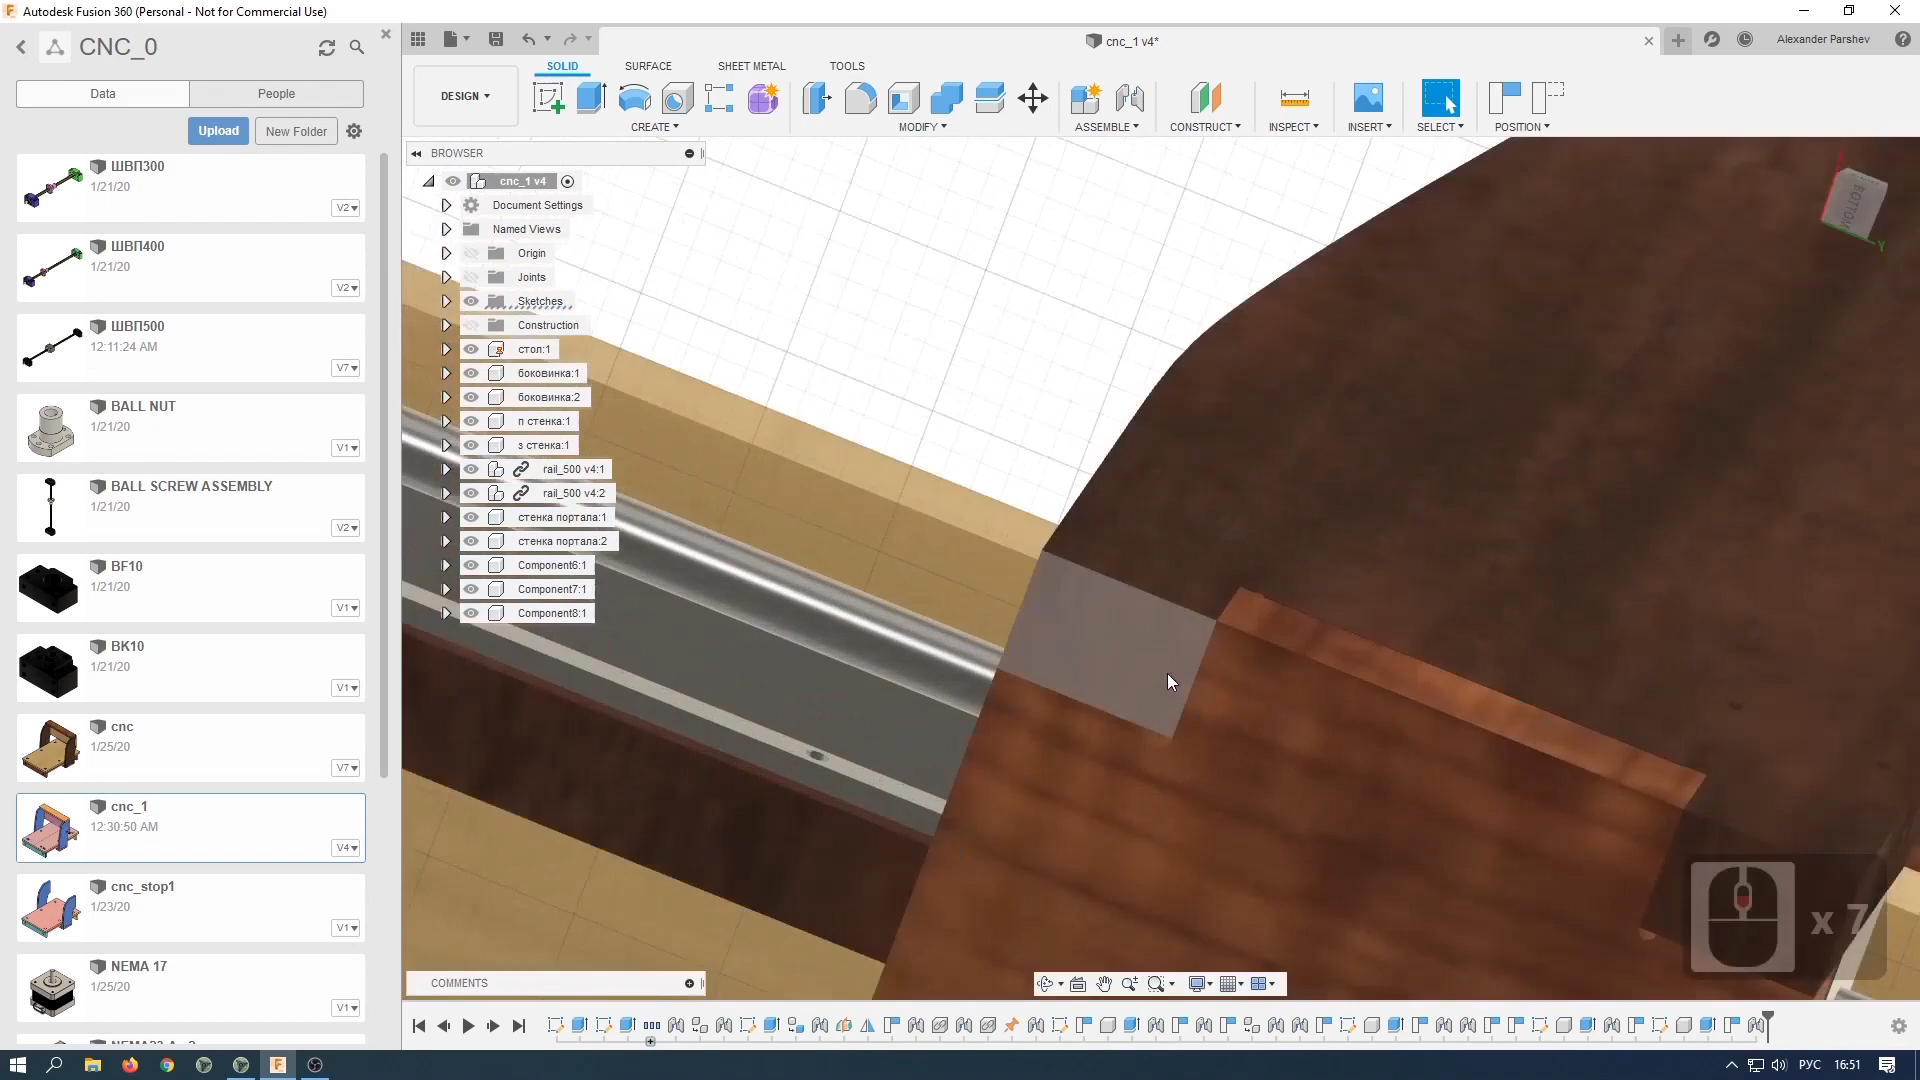 Autodesk Fusion 360 (Personal - Not for Commercial Use)
CNC_0
Data
People
Upload
New Folder
ШВП300
1/21/20
V2
ШВП400
1/21/20
V2
ШВП500
12:11:24 AM
V7
BALL NUT
1/21/20
V1
BALL SCREW ASSEMBLY
1/21/20
V2
BF10
1/21/20
V1
BK10
1/21/20
V1
cnc
1/25/20
V7
cnc_1
12:30:50 AM
V4
cnc_stop1
1/23/20
V1
NEMA 17
1/25/20
V1
cnc_1 v4*
Alexander Parshev
DESIGN
SOLID
SURFACE
SHEET METAL
TOOLS
CREATE
MODIFY
ASSEMBLE
CONSTRUCT
INSPECT
INSERT
SELECT
POSITION
BROWSER
cnc_1 v4
Document Settings
Named Views
Origin
Joints
Sketches
Construction
стол:1
боковинка:1
боковинка:2
п стенка:1
з стенка:1
rail_500 v4:1
rail_500 v4:2
стенка портала:1
стенка портала:2
Component6:1
Component7:1
Component8:1
BOTTOM
Y
x 7
COMMENTS
РУС
16:51